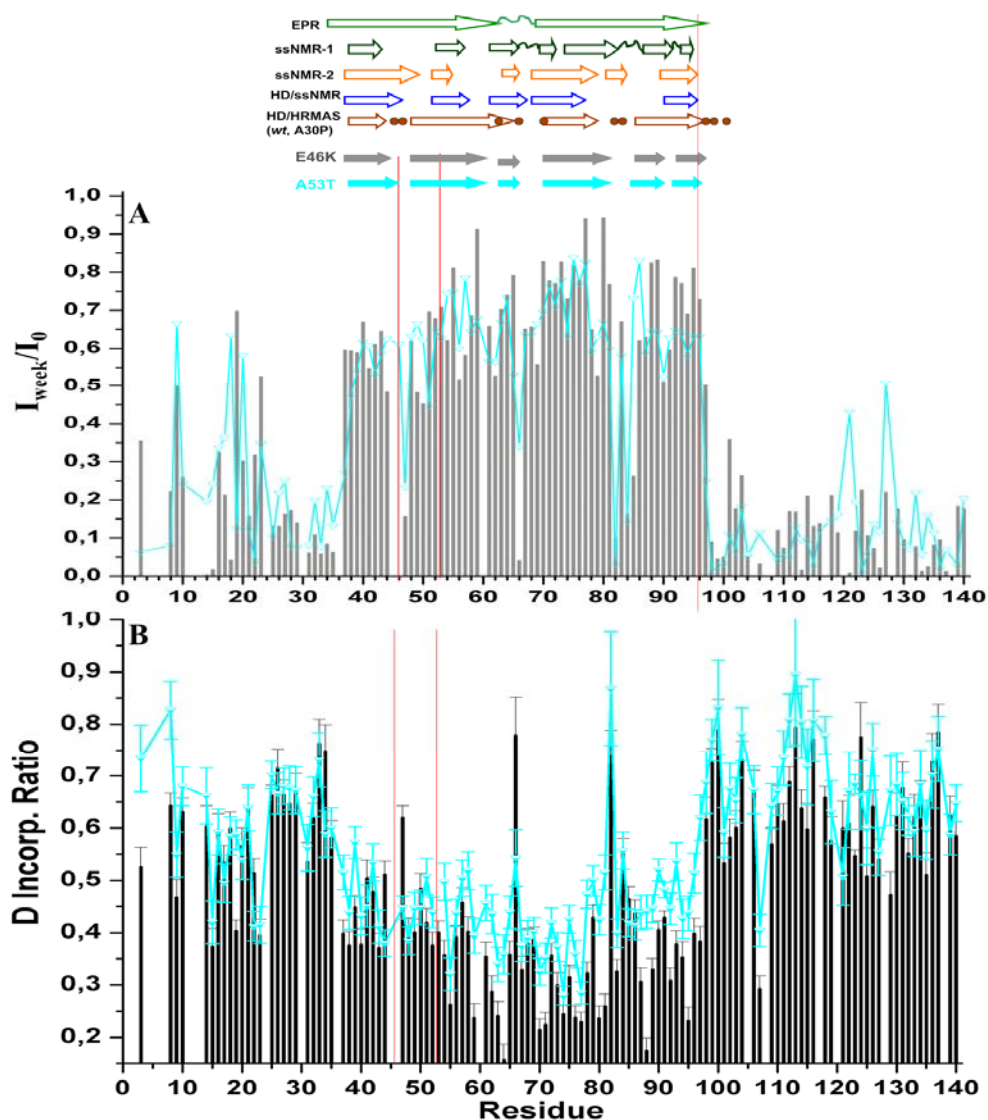 EPR
ssNMR-1
ssNMR-2
HD/ssNMR
HD/HRMAS
(wt, A30P)
E46K
A53T
A
1,0
0,9
0,8
0,7
0,6
0,5
0,4
0,3
0,2
0,1
0,0
Iweek/I0
0 10 20 30 40 50 60 70 80 90 100 110 120 130 140
B
1,0
0,9
0,8
0,7
0,6
0,5
0,4
0,3
0,2
D Incorp. Ratio
0 10 20 30 40 50 60 70 80 90 100 110 120 130 140
Residue